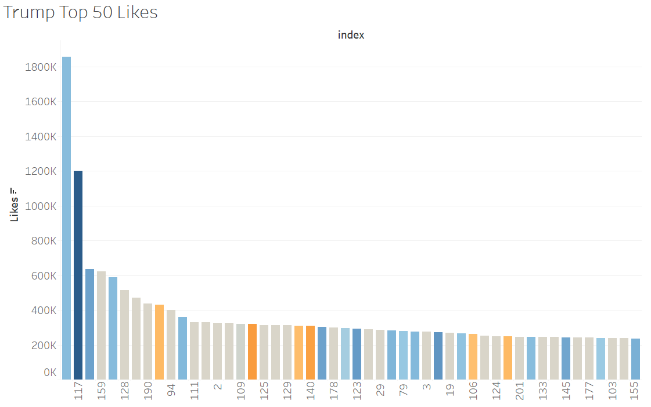 Trump Top 50 Likes
index
1800K
1600K
1400K
1200K
1000K
800K
600K
400K
200K
0K
Likes
117
159
128
190
94
111
2
109
125
129
140
178
123
29
79
3
19
106
124
201
133
145
177
103
155